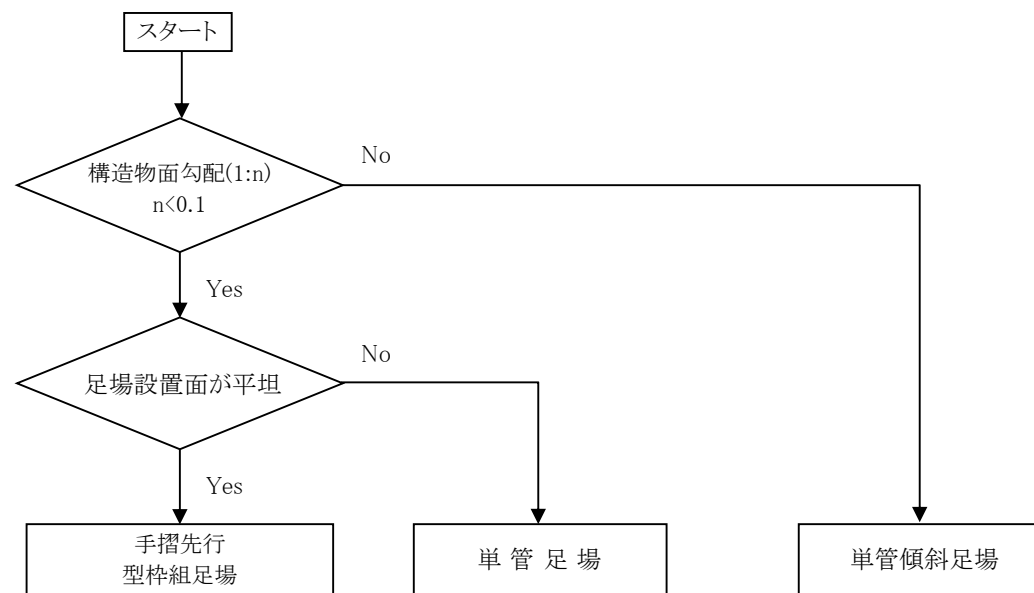 スタート
構造物面勾配(1:n)
n<0.1
No
Yes
足場設置面が平坦
No
Yes
手摺先行
型枠組足場
単 管 足 場
単管傾斜足場